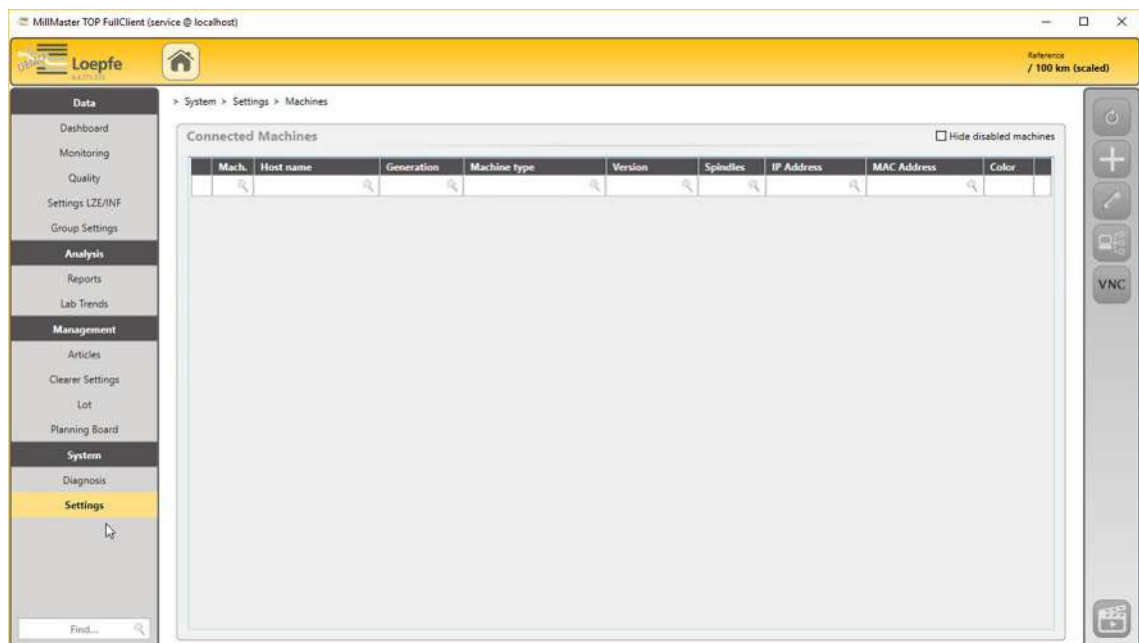 MillMaster TOP FullClient (service @ localhost)
Loepfe
Reference
/ 100 km (scaled)
Data
Dashboard
Monitoring
Quality
Settings LZE/INF
Group Settings
Analysis
Reports
Lab Trends
Management
Articles
Clearer Settings
Lot
Planning Board
System
Diagnosis
Settings
Find...
> System > Settings > Machines
Connected Machines
Hide disabled machines
Mach. Host name Generation Machine type Version Spindles IP Address MAC Address Color
VNC